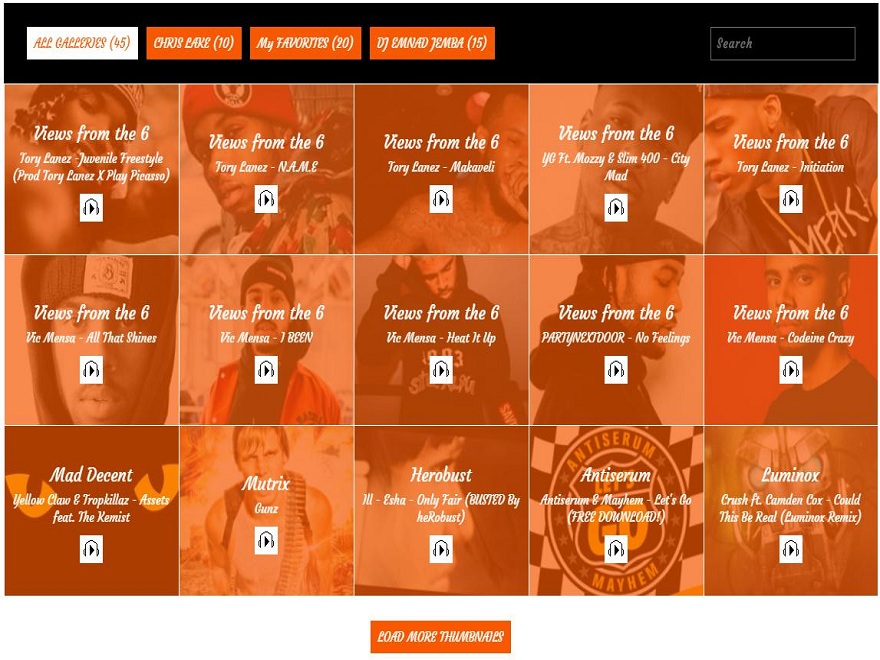 ALL GALLERIES (45) CHRIS LAKE (10) My FAVORITES (20) DJ EMNAD JEMBA (15) Search
Views from the 6
Tory Lanez -Juvenile Freestyle
(Prod Tory Lanez X Play Picasso)
Views from the 6
Tory Lanez - N.A.M.E
Views from the 6
Tory Lanez - Makaveli
Views from the 6
YG Ft. Mozzy & Slim 400 - City
Mad
Views from the 6
Tory Lanez - Initiation
MERICA
Views from the 6
Vic Mensa - All That Shines
Views from the 6
Vic Mensa - I BEEN
Views from the 6
Vic Mensa - Heat It Up
Views from the 6
PARTYNEXTDOOR - No Feelings
Views from the 6
Vic Mensa - Codeine Crazy
Mad Decent
Yellow Claw & Tropkillaz - Assets
feat. The Kemist
Mutrix
Gunz
Herobust
Ill - Esha - Only Fair (BUSTED By
heRobust)
ANTISERUM
Antiserum
Antiserum & Mayhem - Let's Go
(FREE DOWNLOAD!)
GO
MAYHEM
Luminox
Crush ft. Camden Cox - Could
This Be Real (Luminox Remix)
LOAD MORE THUMBNAILS